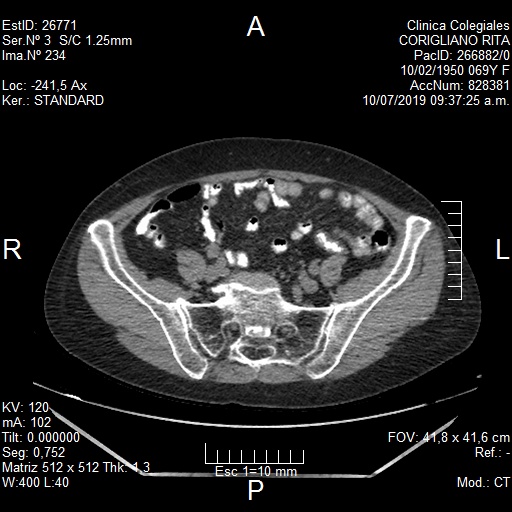 EstID: 26771
Ser.Nº 3 S/C 1.25mm
Ima.Nº 234
Loc: -241,5 Ax
Ker.: STANDARD
A
Clinica Colegiales
CORIGLIANO RITA
PacID: 266882/0
10/02/1950 069Y F
AccNum: 828381
10/07/2019 09:37:25 a.m.
R
L
KV: 120
mA: 102
Tilt: 0.000000
Seg: 0,752
Matriz 512 x 512 Thk: 1.3
W:400 L:40
Esc 1=10 mm
P
FOV: 41,8 x 41,6 cm
Ref.: -
Mod.: CT